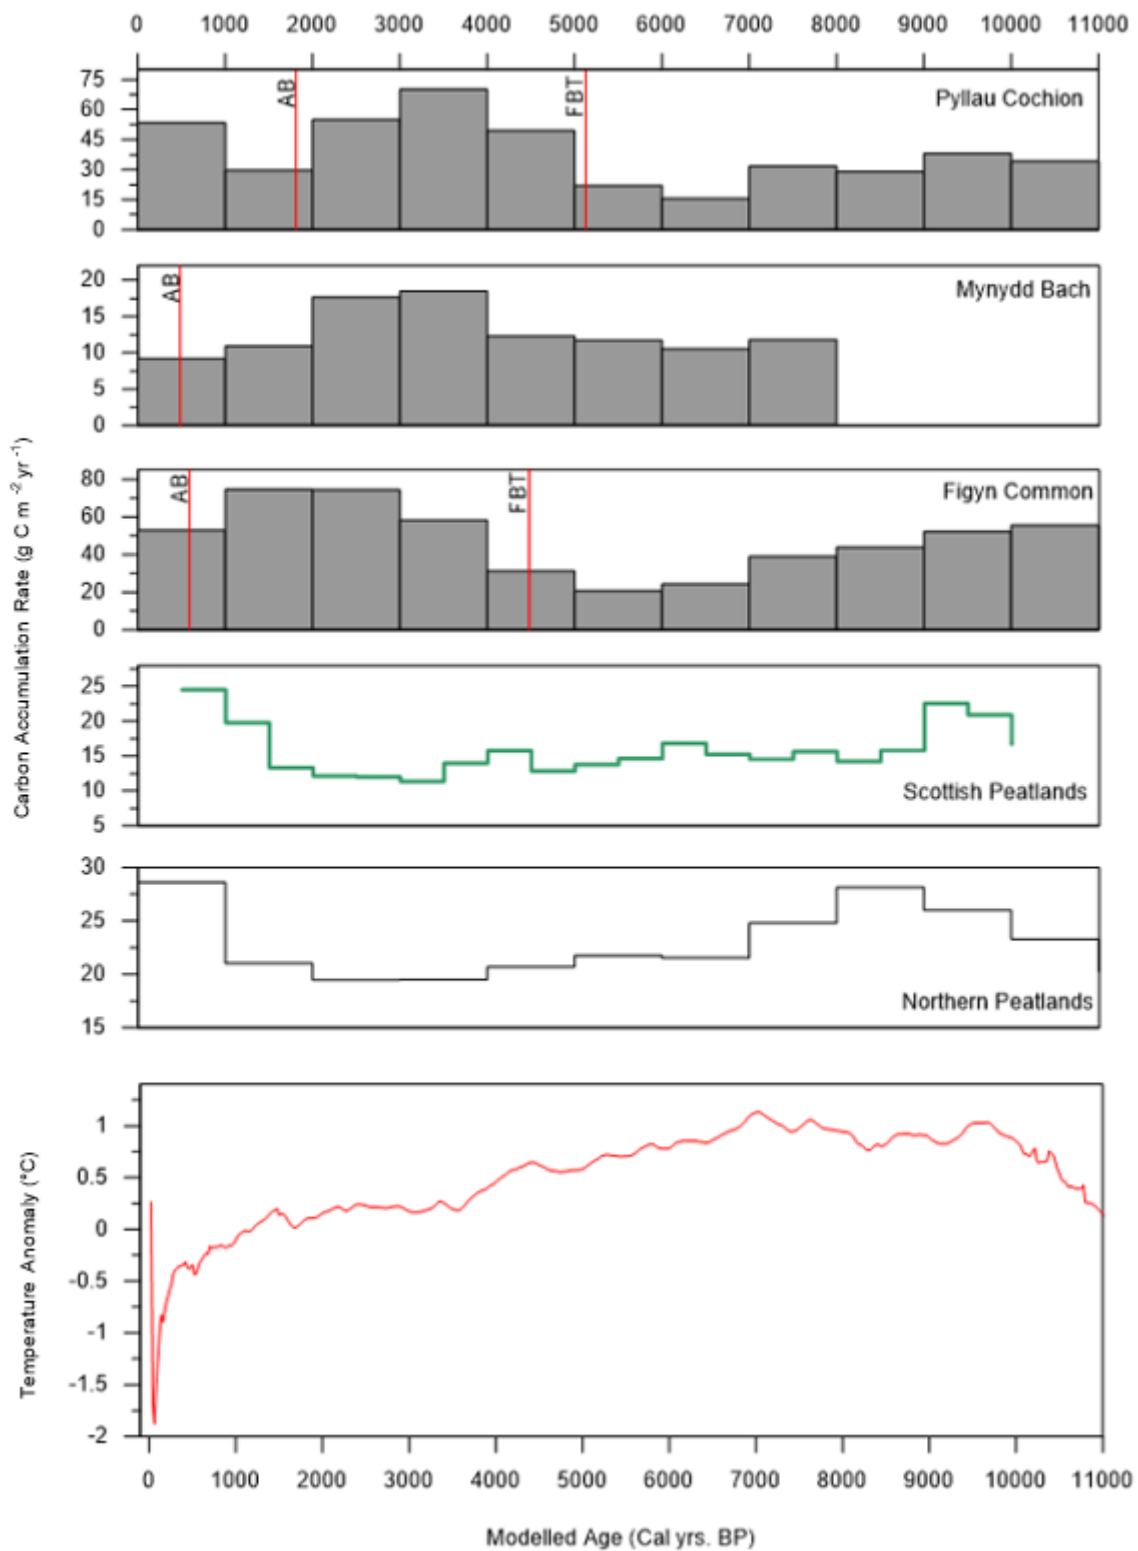 0 1000 2000 3000 4000 5000 6000 7000 8000 9000 10000 11000
75
60
45
30
15
0
AB
FBT
Pyllau Cochion
20
15
10
5
0
AB
Mynydd Bach
80
60
40
20
0
AB
FBT
Figyn Common
Carbon Accumulation Rate (g C m -2 yr -1)
25
20
15
10
5
Scottish Peatlands
30
25
20
15
Northern Peatlands
1
0.5
0
-0.5
-1
-1.5
-2
Temperature Anomaly (°C)
0 1000 2000 3000 4000 5000 6000 7000 8000 9000 10000 11000
Modelled Age (Cal yrs. BP)